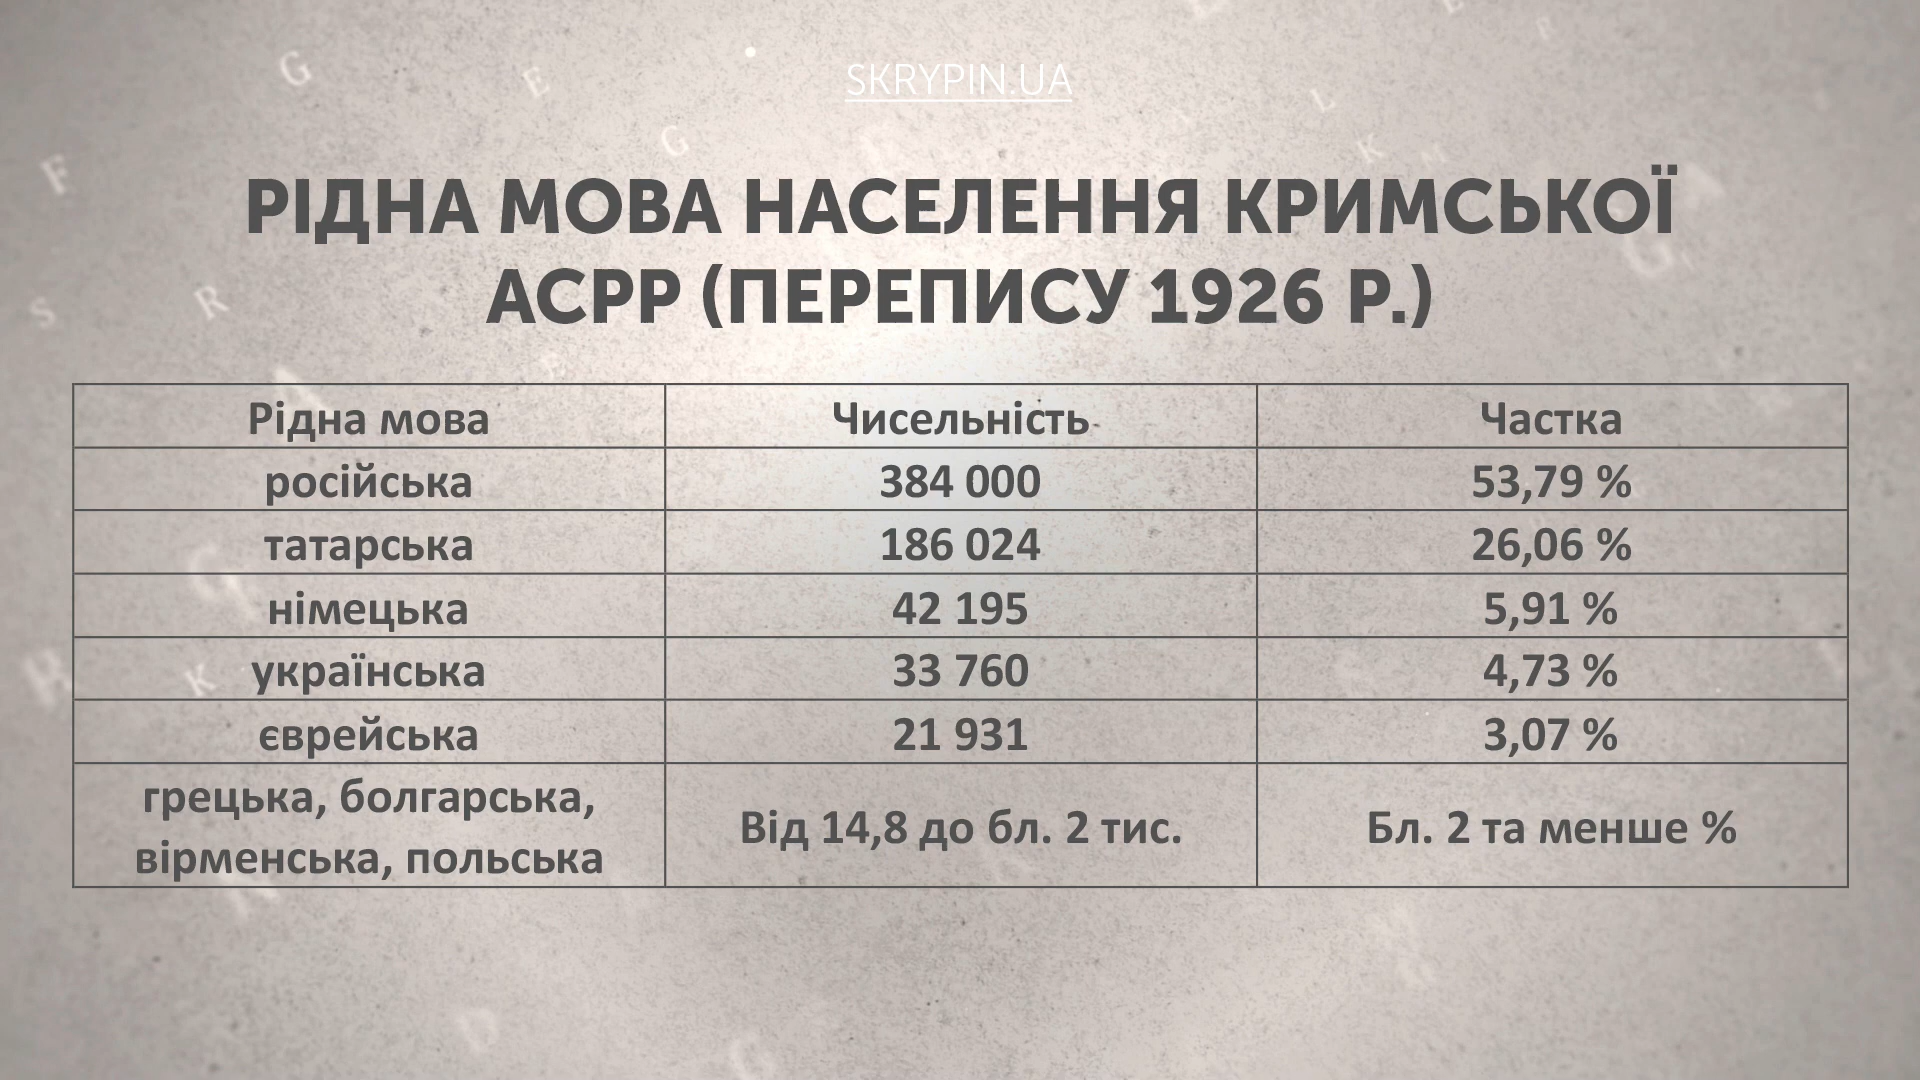 SKRYPIN.UA
РІДНА МОВА НАСЕЛЕННЯ КРИМСЬКОЇ
АСРР (ПЕРЕПИСУ 1926 Р.)
Рідна мова Чисельність Частка
російська 384 000 53,79 %
татарська 186 024 26,06 %
німецька 42 195 5,91 %
українська 33 760 4,73 %
єврейська 21 931 3,07 %
грецька, болгарська,
вірменська, польська Від 14,8 до бл. 2 тис. Бл. 2 та менше %